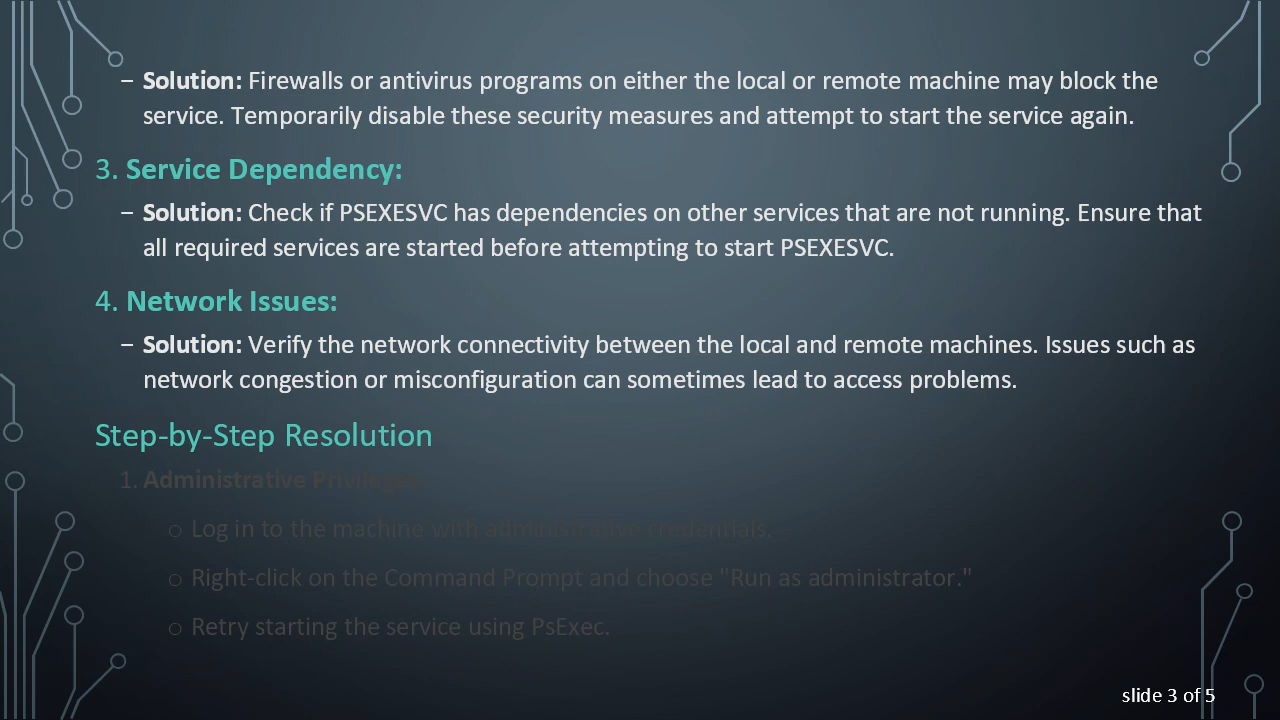 – Solution: Firewalls or antivirus programs on either the local or remote machine may block the
service. Temporarily disable these security measures and attempt to start the service again.
3. Service Dependency:
– Solution: Check if PSEXESVC has dependencies on other services that are not running. Ensure that
all required services are started before attempting to start PSEXESVC.
4. Network Issues:
– Solution: Verify the network connectivity between the local and remote machines. Issues such as
network congestion or misconfiguration can sometimes lead to access problems.
Step-by-Step Resolution
1. Administrative Privileges:
○ Log in to the machine with administrative credentials.
○ Right-click on the Command Prompt and choose "Run as administrator."
○ Retry starting the service using PsExec.
slide 3 of 5